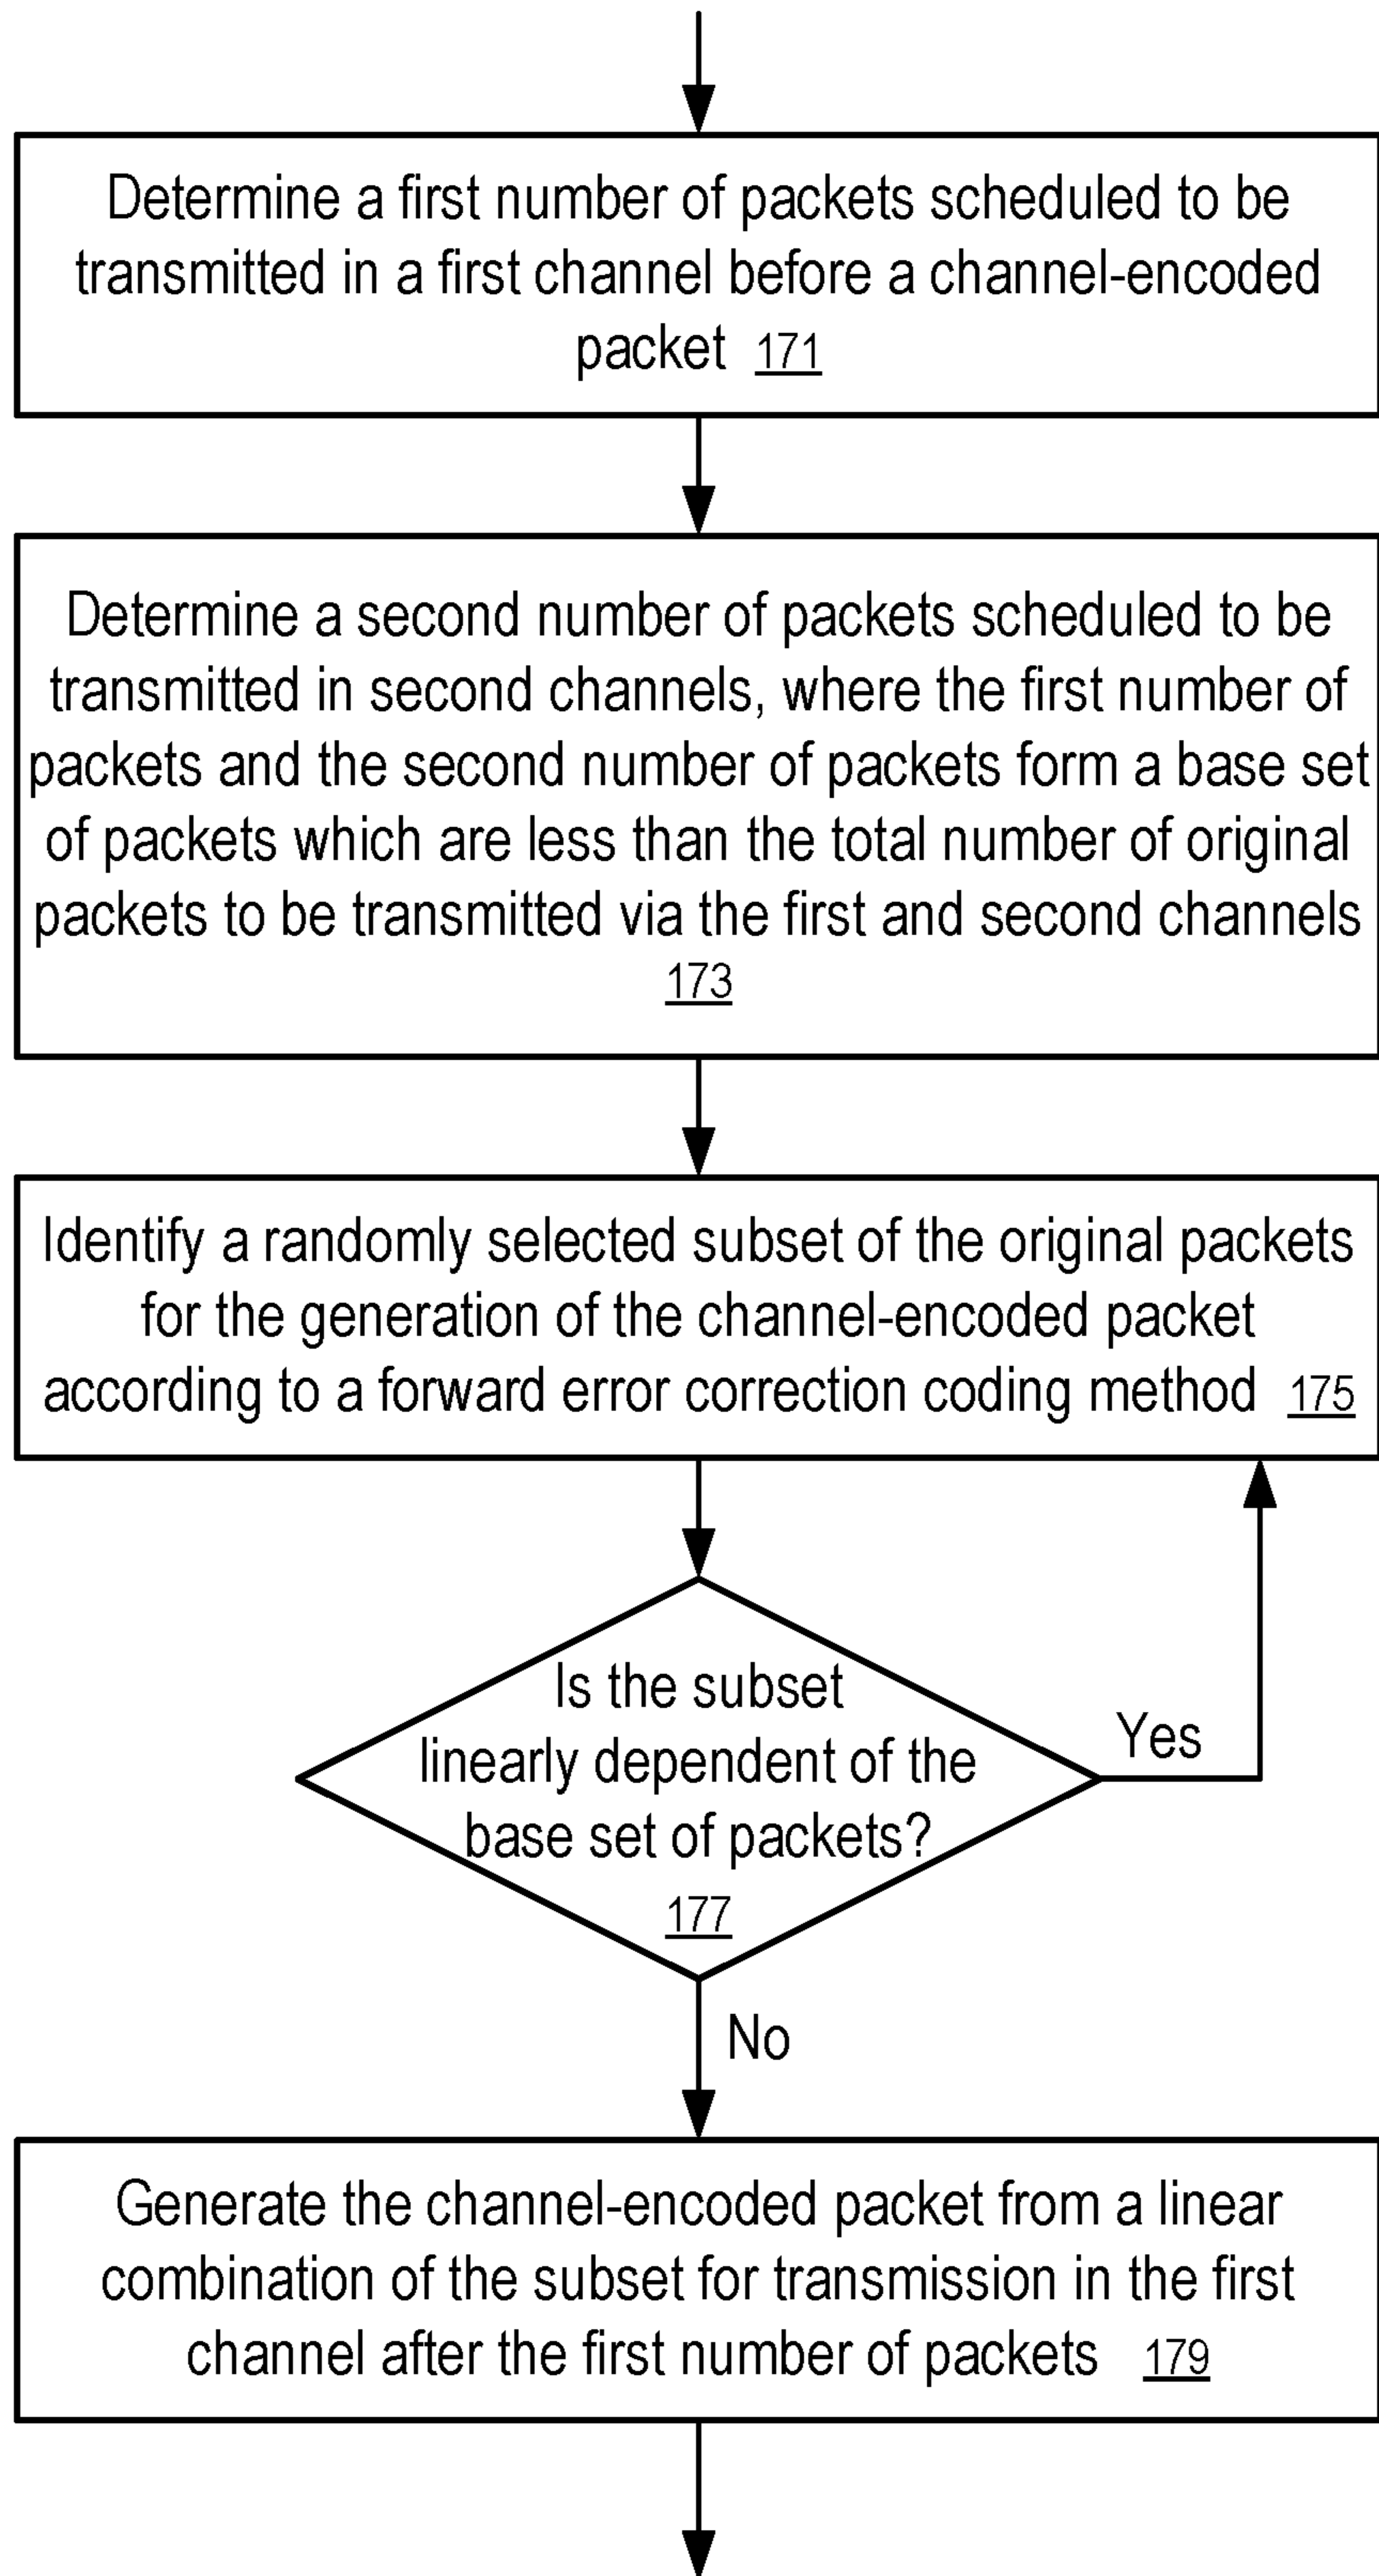 Determine a first number of packets scheduled to be
transmitted in a first channel before a channel-encoded
packet 171
Determine a second number of packets scheduled to be
transmitted in second channels, where the first number of
packets and the second number of packets form a base set
of packets which are less than the total number of original
packets to be transmitted via the first and second channels
173
Identify a randomly selected subset of the original packets
for the generation of the channel-encoded packet
according to a forward error correction coding method 175
Is the subset
linearly dependent of the
base set of packets?
177
Yes
No
Generate the channel-encoded packet from a linear
combination of the subset for transmission in the first
channel after the first number of packets 179